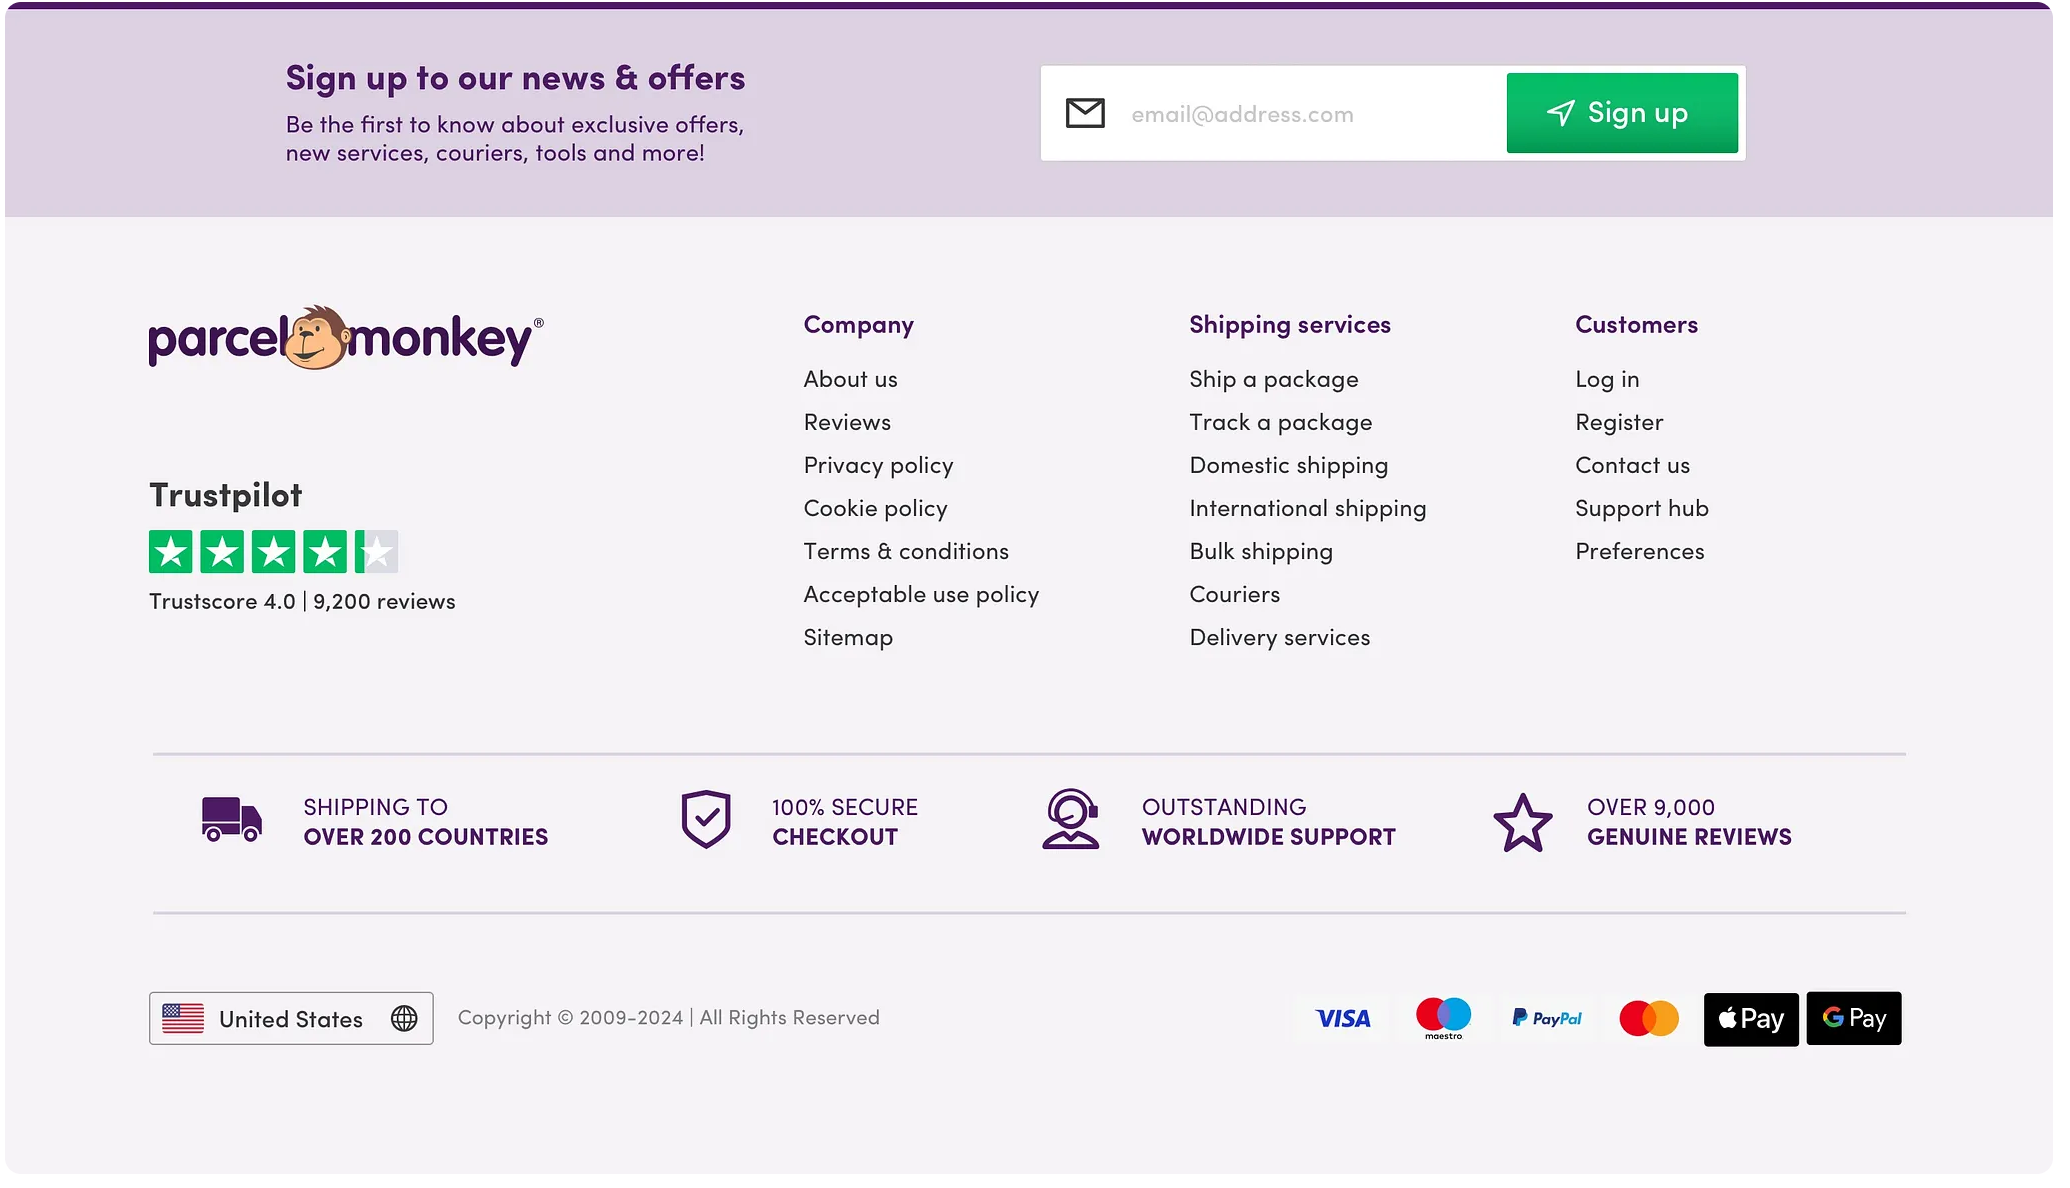 Sign up to our news & offers
Be the first to know about exclusive offers,
new services, couriers, tools and more!
email@address.com
Sign up
parcelmonkey®
Trustpilot
Trustscore 4.0 | 9,200 reviews
Company
About us
Reviews
Privacy policy
Cookie policy
Terms & conditions
Acceptable use policy
Sitemap
Shipping services
Ship a package
Track a package
Domestic shipping
International shipping
Bulk shipping
Couriers
Delivery services
Customers
Log in
Register
Contact us
Support hub
Preferences
SHIPPING TO
OVER 200 COUNTRIES
100% SECURE
CHECKOUT
OUTSTANDING
WORLDWIDE SUPPORT
OVER 9,000
GENUINE REVIEWS
United States
Copyright © 2009-2024 | All Rights Reserved
VISA
maestro
PayPal
Pay
G Pay